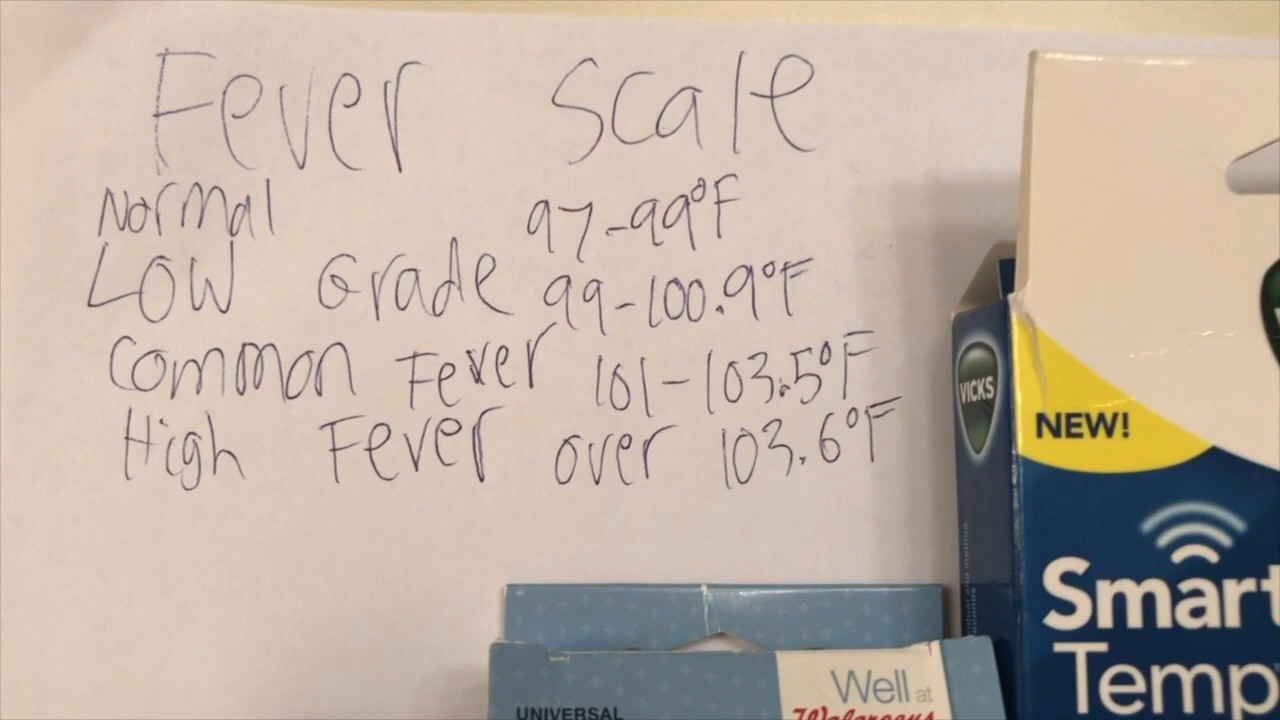 Fever Scale
Normal 97-99°F
Low Grade 99-100.9°F
Common Fever 101-103.5°F
High Fever over 103.6°F
VICKS
NEW!
Smart
Temp
Well at
Walgreens
UNIVERSAL